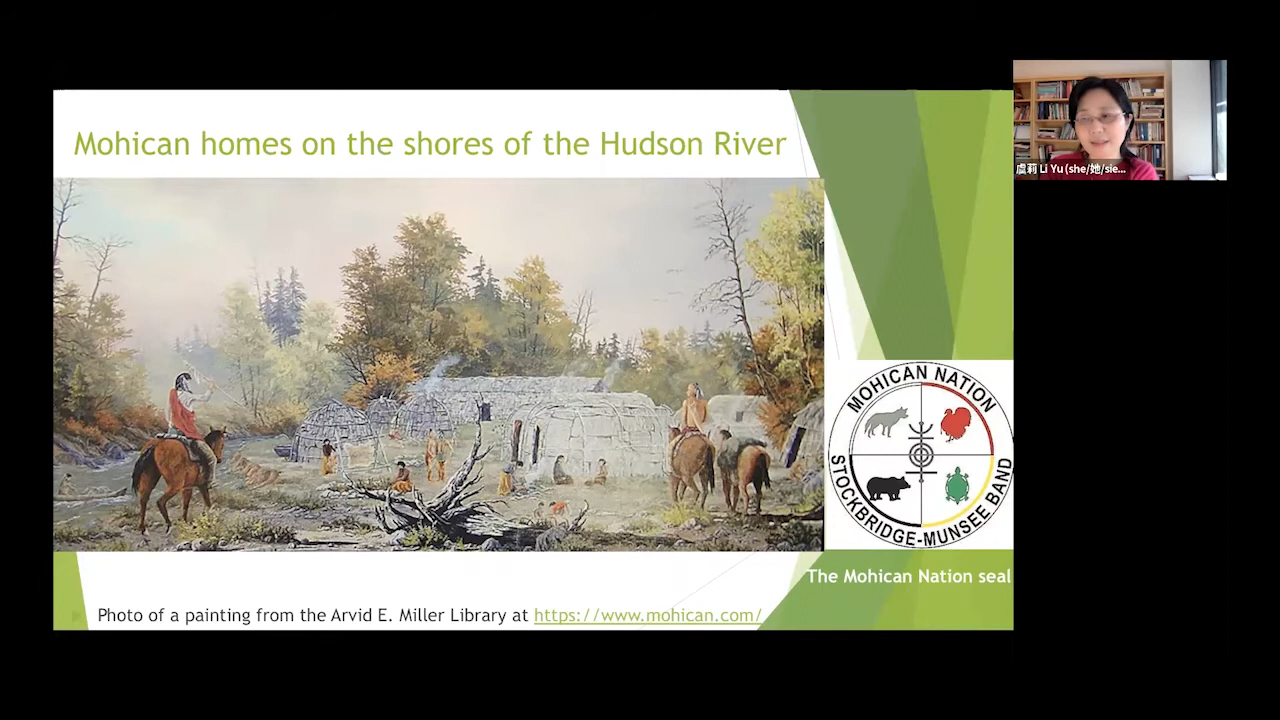 Mohican homes on the shores of the Hudson River
虞莉 Li Yu (she/她/sie...
MOHICAN NATION
STOCKBRIDGE-MUNSEE BAND
The Mohican Nation seal
Photo of a painting from the Arvid E. Miller Library at https://www.mohican.com/